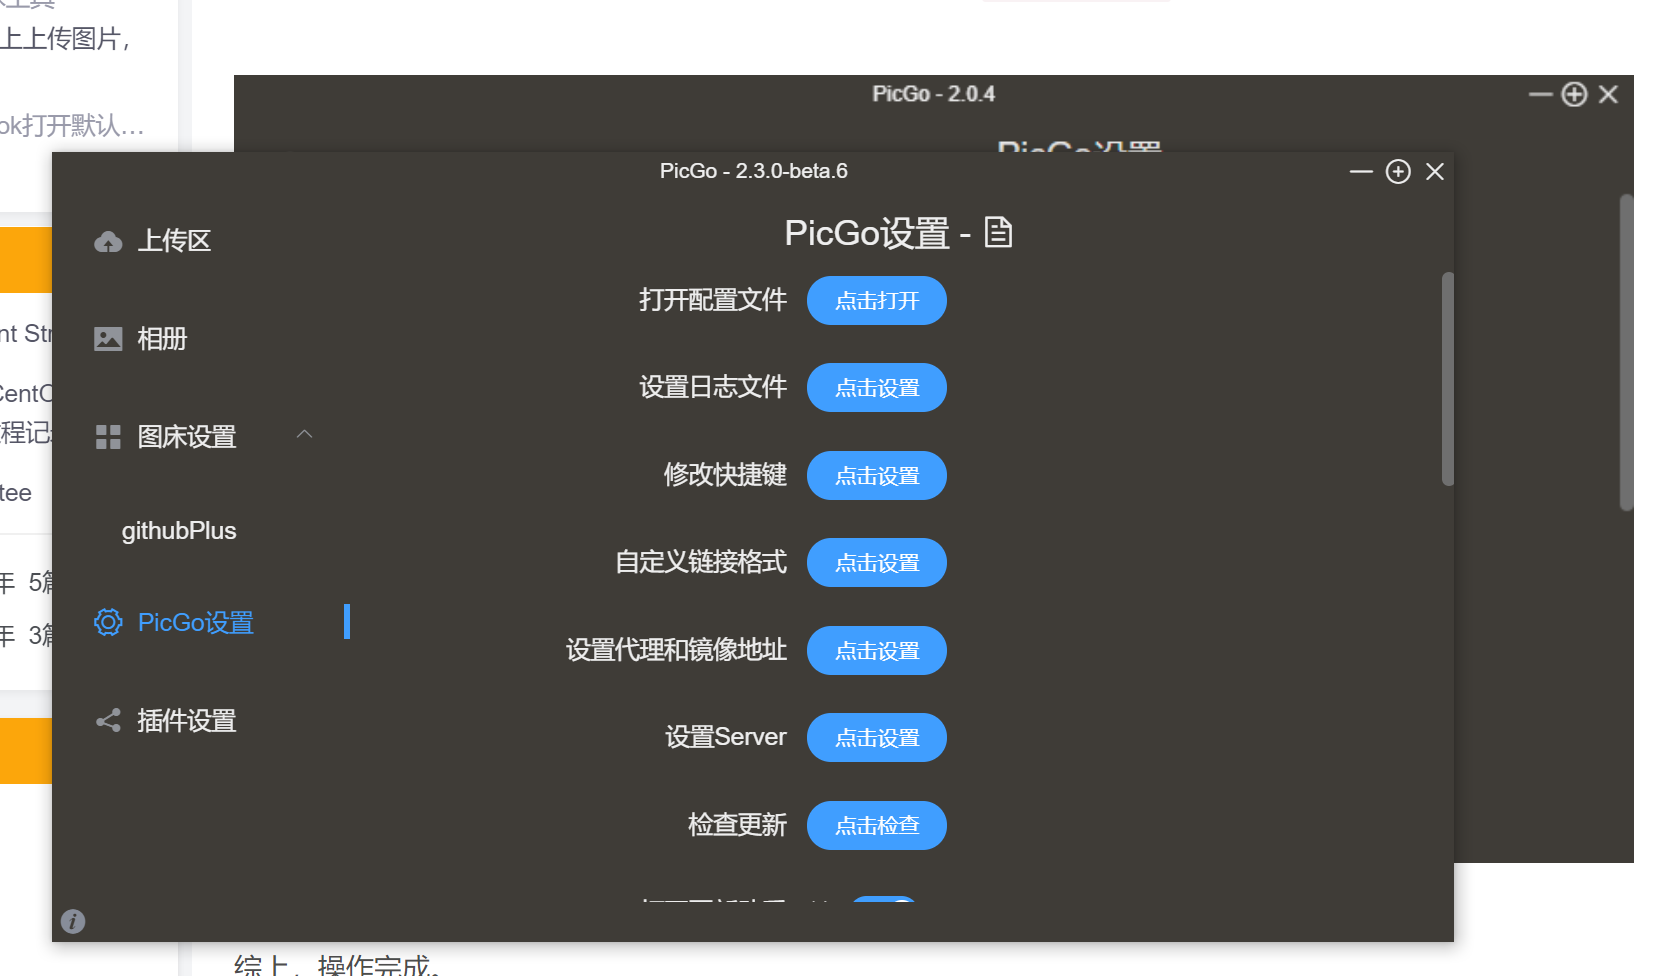 上上传图片，
ok打开默认...
nt Str
CentO
程记
tee
年 5篇
年 3篇
PicGo - 2.0.4
PicGo设置
PicGo - 2.3.0-beta.6
上传区
相册
图床设置
githubPlus
PicGo设置
插件设置
PicGo设置 -
打开配置文件 点击打开
设置日志文件 点击设置
修改快捷键 点击设置
自定义链接格式 点击设置
设置代理和镜像地址 点击设置
设置Server 点击设置
检查更新 点击检查
综上，操作完成。